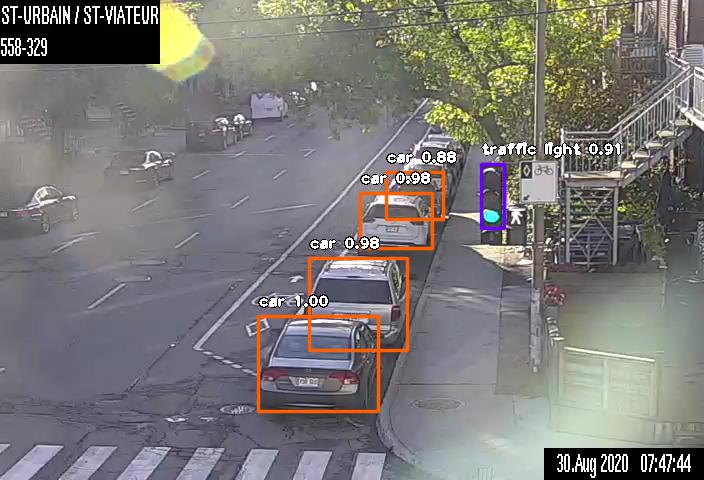 ST-URBAIN / ST-VIATEUR
558-329
traffic light 0.91
car 0.88
car 0.98
car 0.98
car 1.00
30.Aug 2020 07:47:44